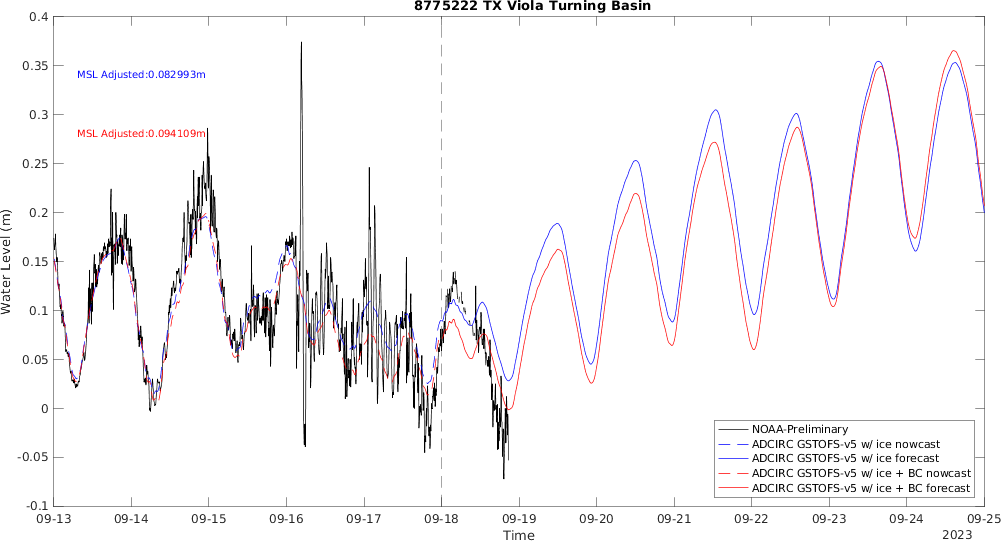 8775222 TX Viola Turning Basin
MSL Adjusted:0.082993m
MSL Adjusted:0.094109m
Water Level (m)
0.4
0.35
0.3
0.25
0.2
0.15
0.1
0.05
0
-0.05
-0.1
NOAA-Preliminary
ADCIRC GSTOFS-v5 w/ ice nowcast
ADCIRC GSTOFS-v5 w/ ice forecast
ADCIRC GSTOFS-v5 w/ ice + BC nowcast
ADCIRC GSTOFS-v5 w/ ice + BC forecast
09-13 09-14 09-15 09-16 09-17 09-18 09-19 09-20 09-21 09-22 09-23 09-24 09-25
Time
2023